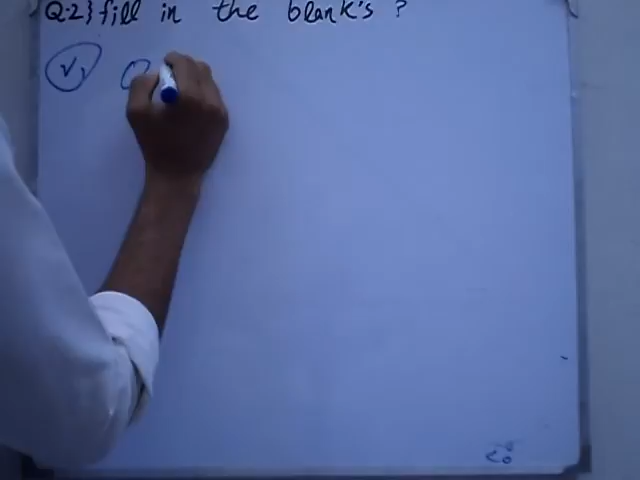 Q.2} fill in the blank's ?
V,